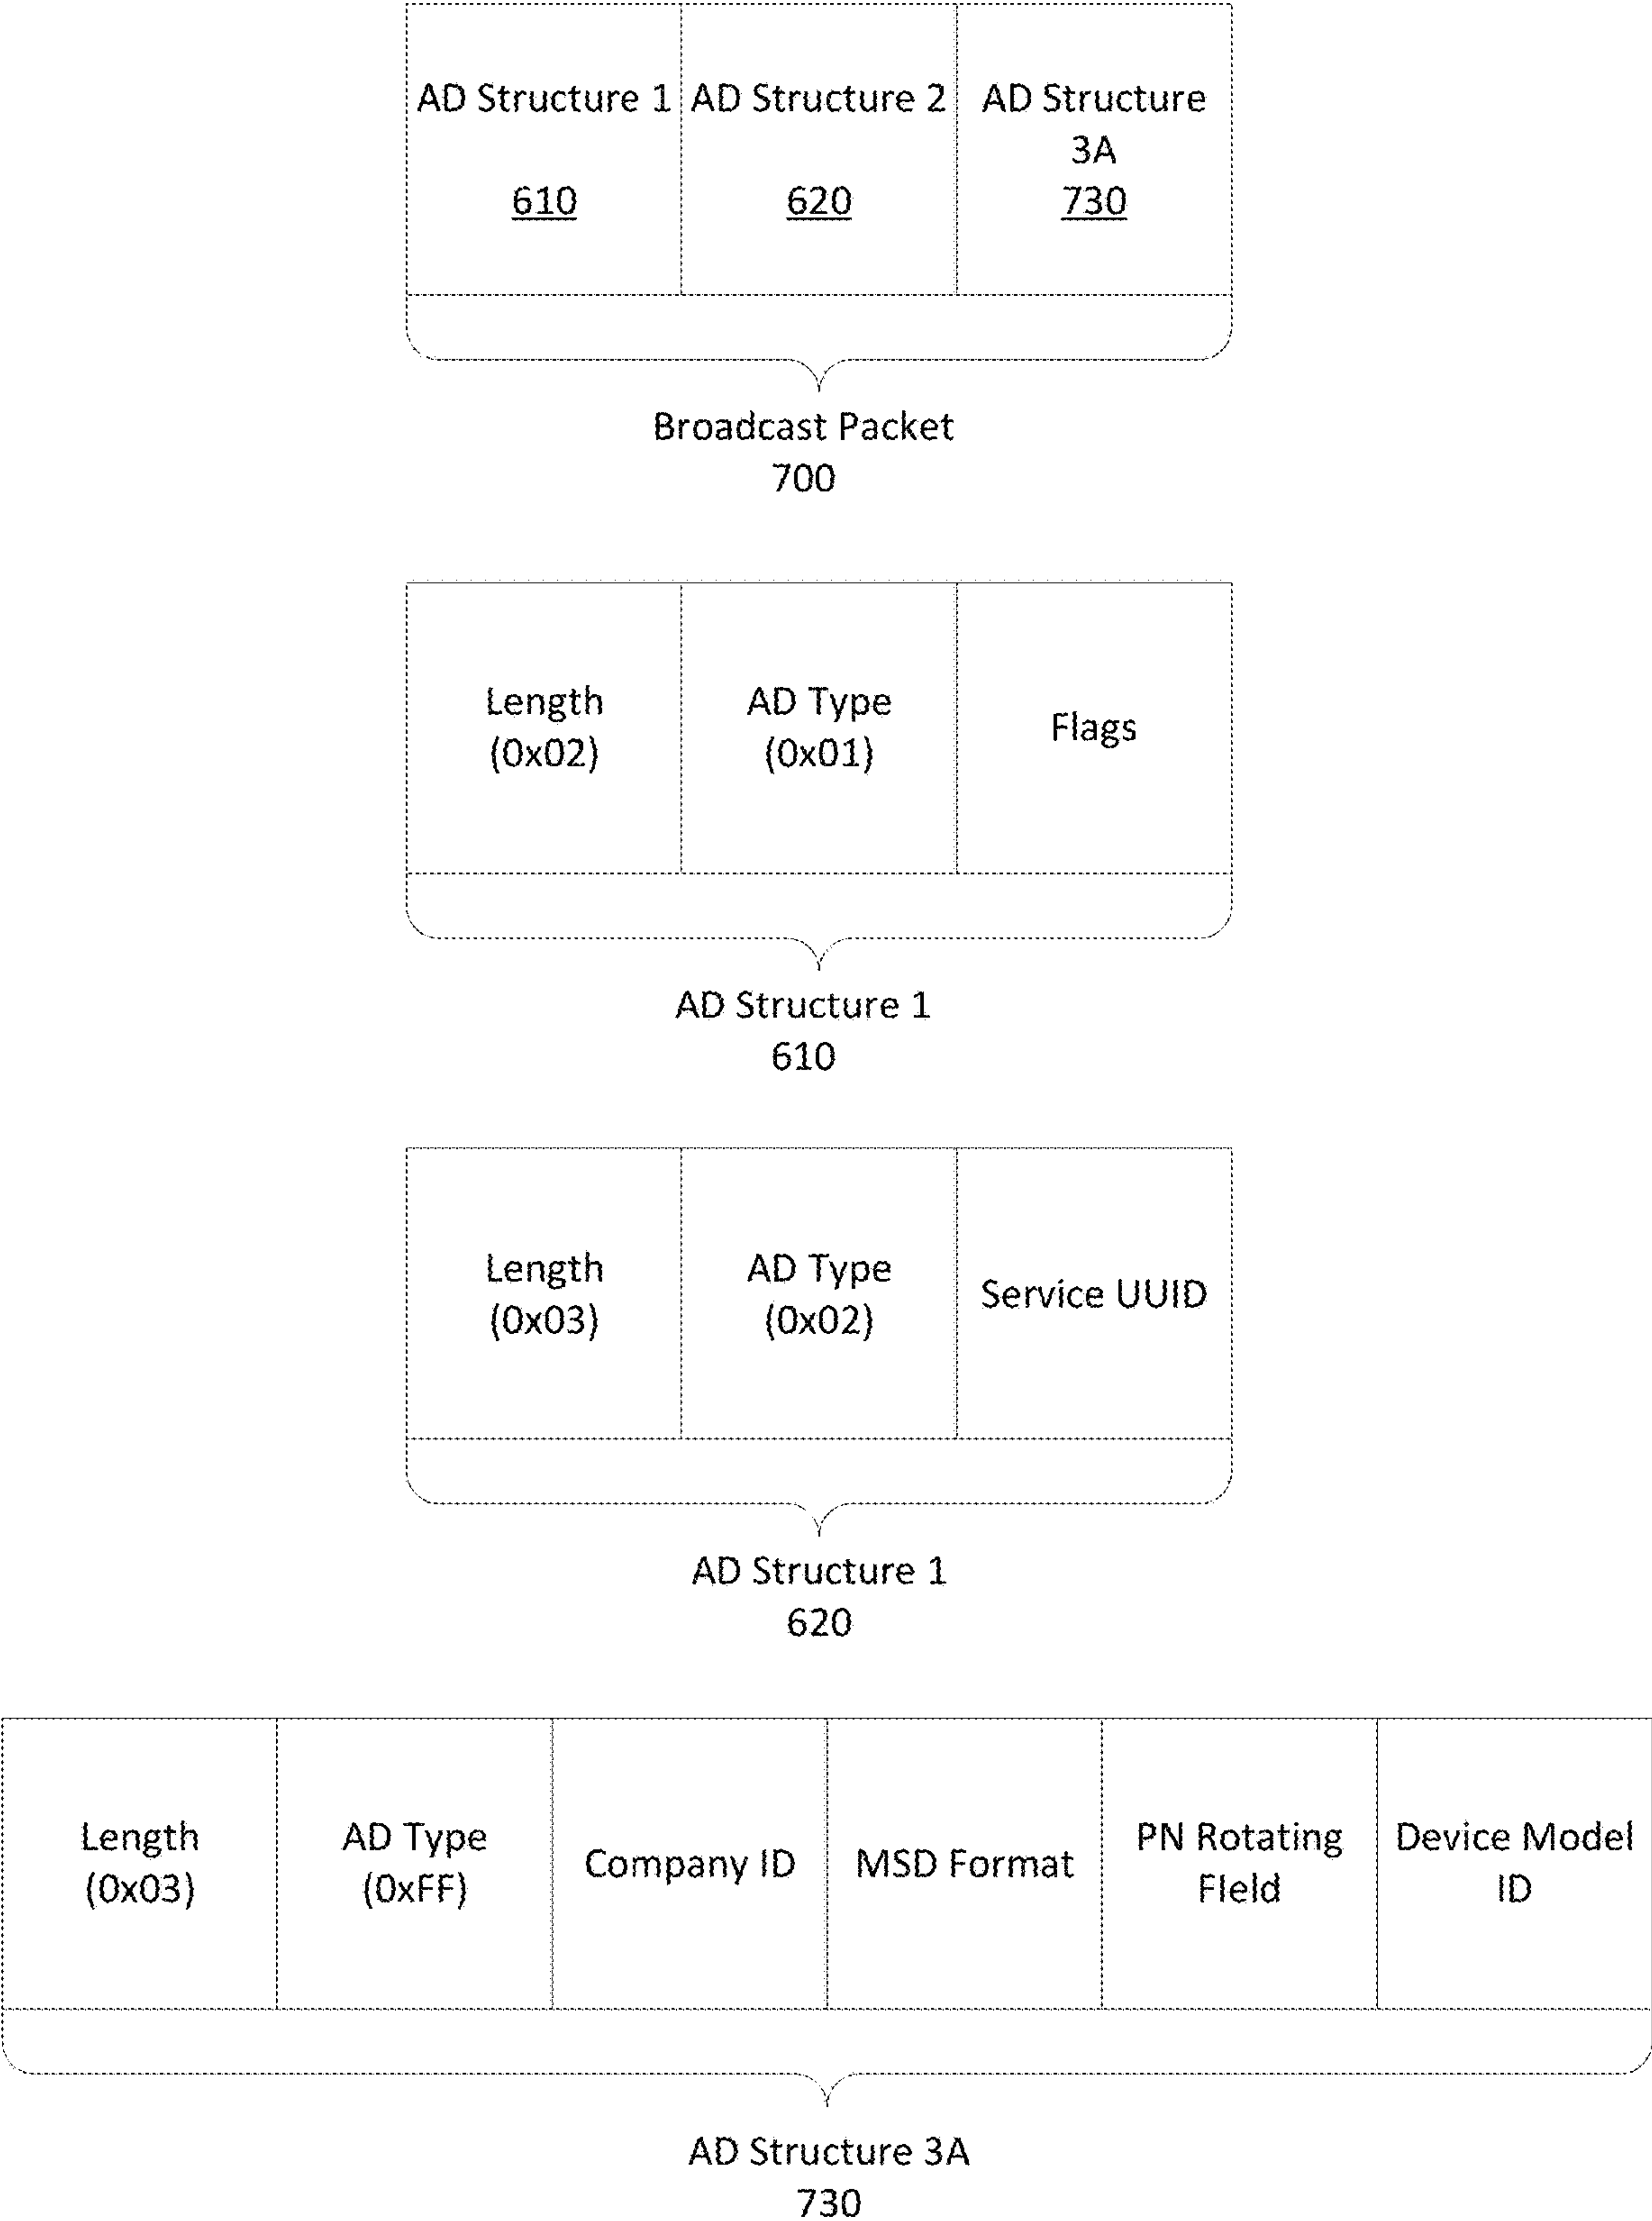 AD Structure 1 AD Structure 2 AD Structure
3A
610 620 730
Broadcast Packet
700
Length AD Type Flags
(0x02) (0x01)
AD Structure 1
610
Length AD Type Service UUID
(0x03) (0x02)
AD Structure 1
620
Length AD Type Company ID MSD Format PN Rotating Device Model
(0x03) (0xFF) FIeld ID
AD Structure 3A
730